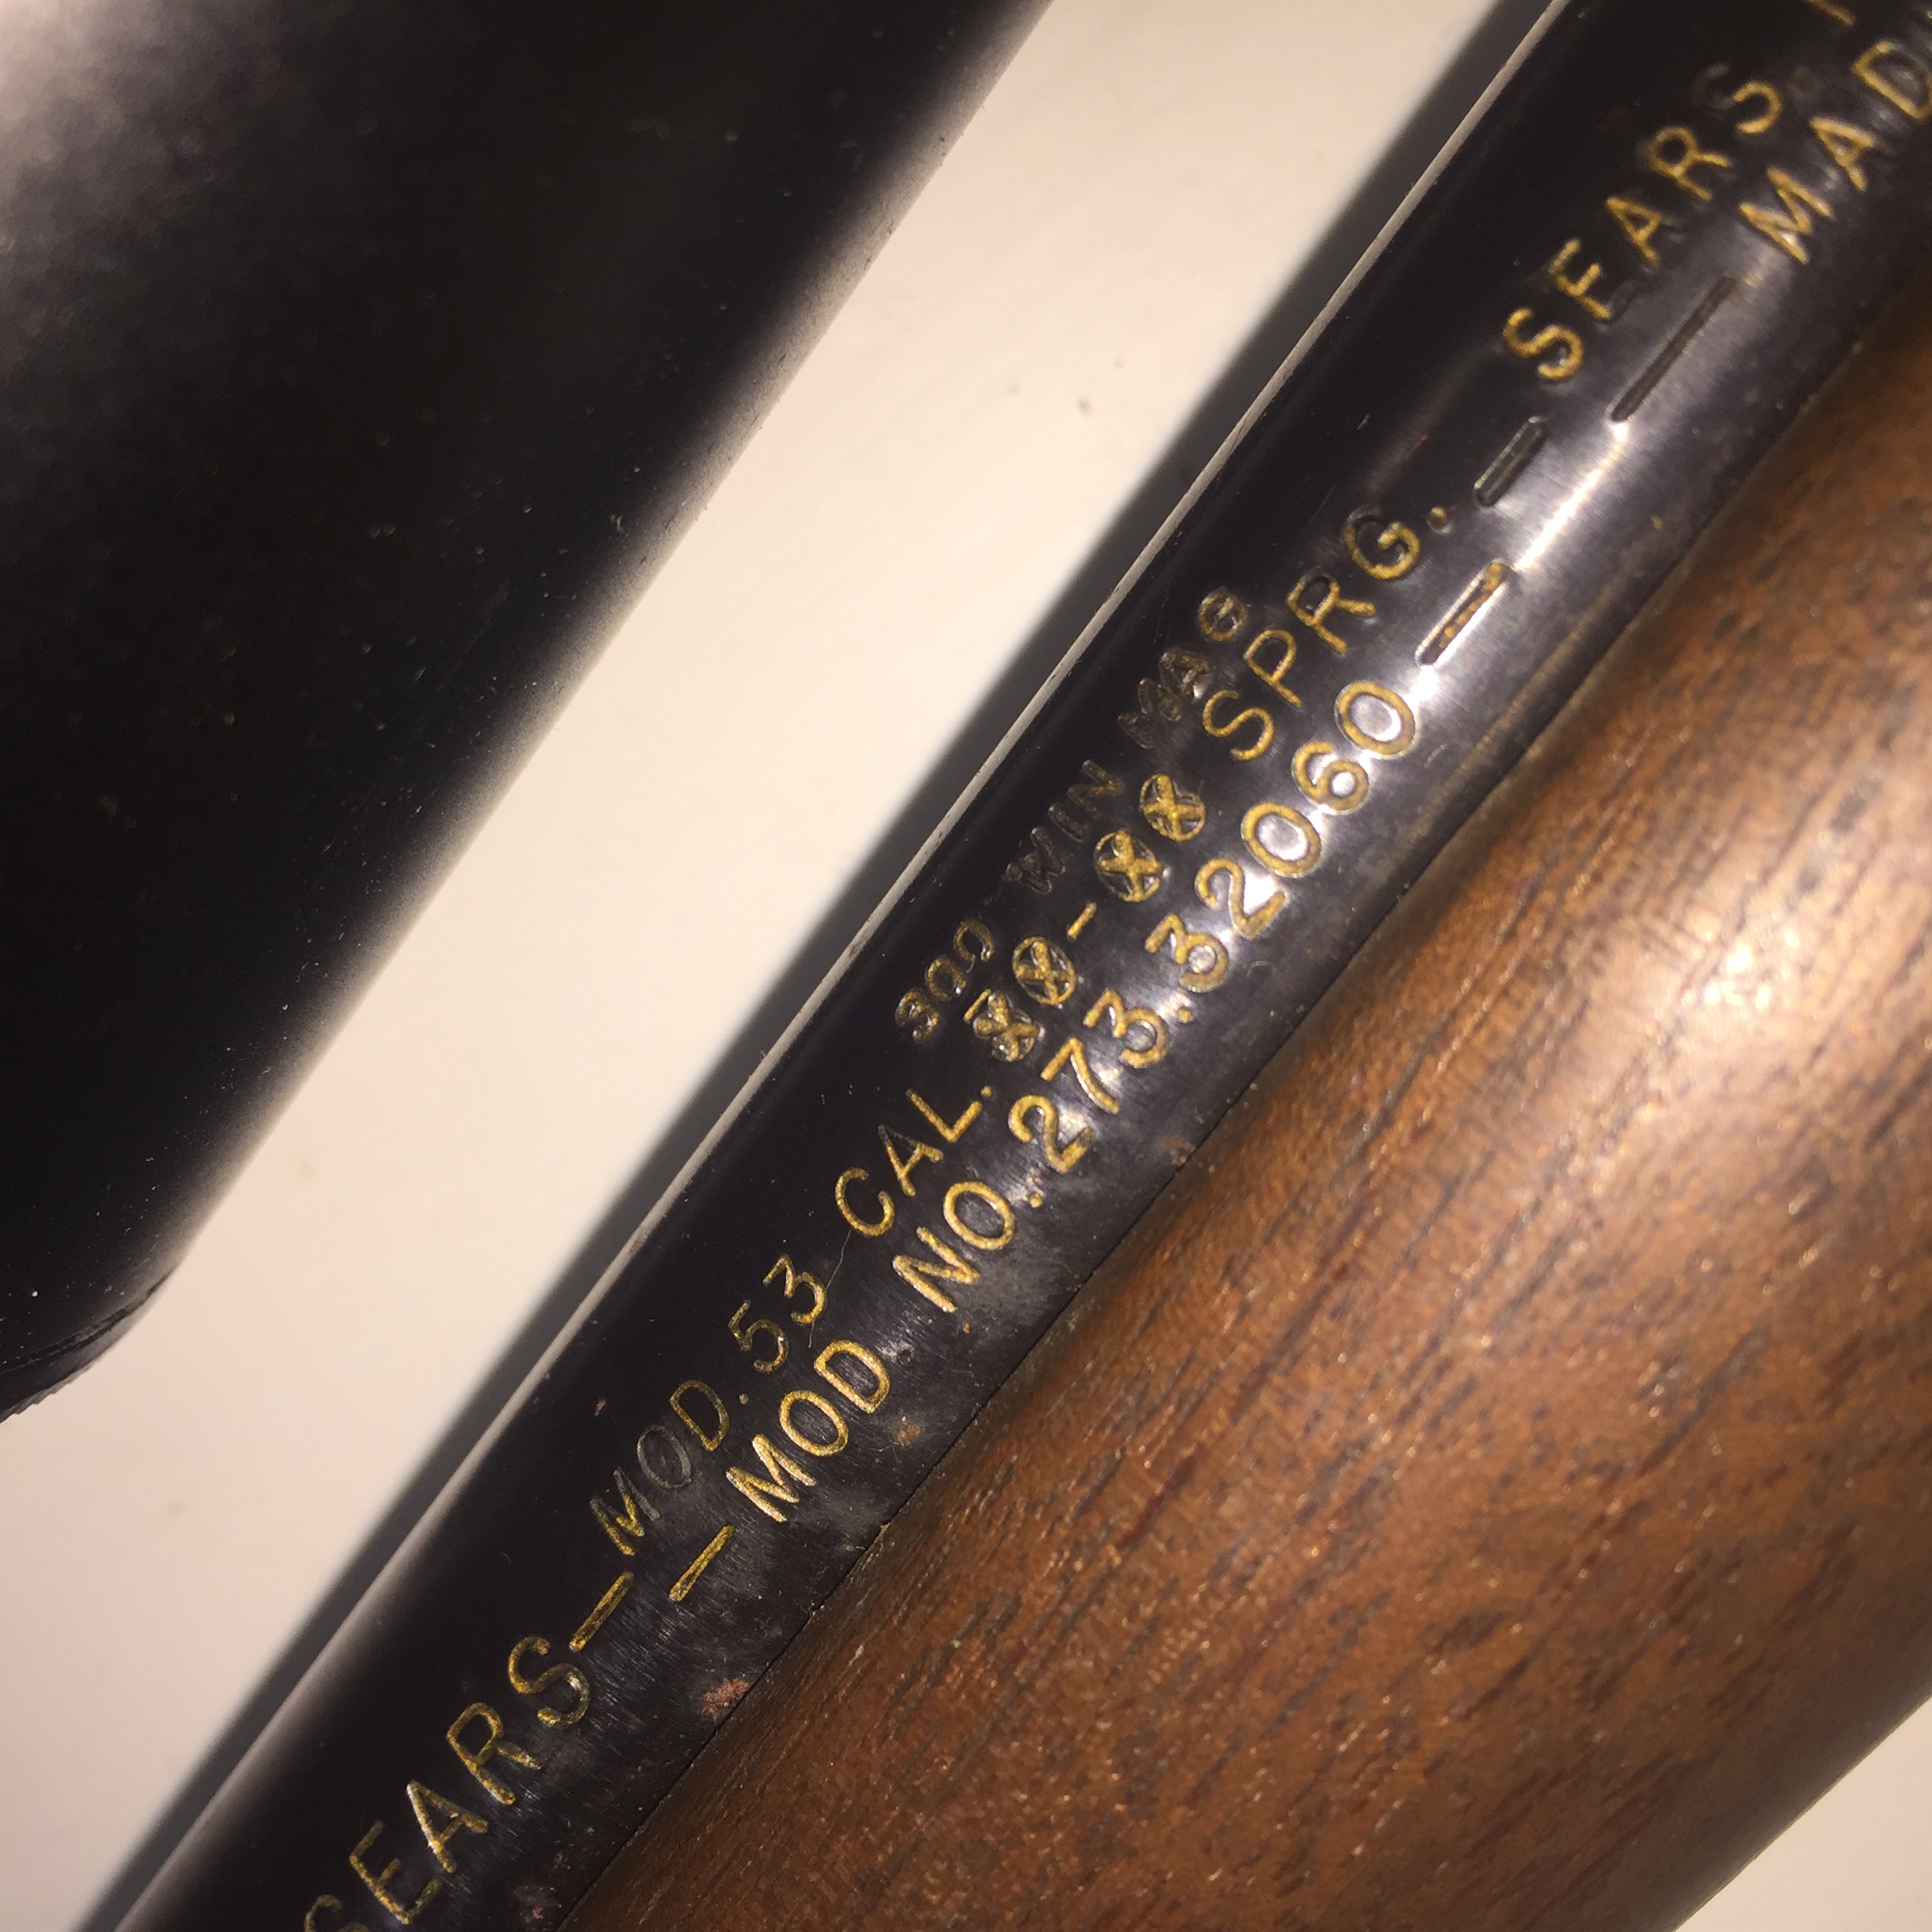 300 WIN MAG
SEARS—MOD.53 CAL. 30-06 SPRG.— SEARS
—MOD. NO.273.32060— — MAD